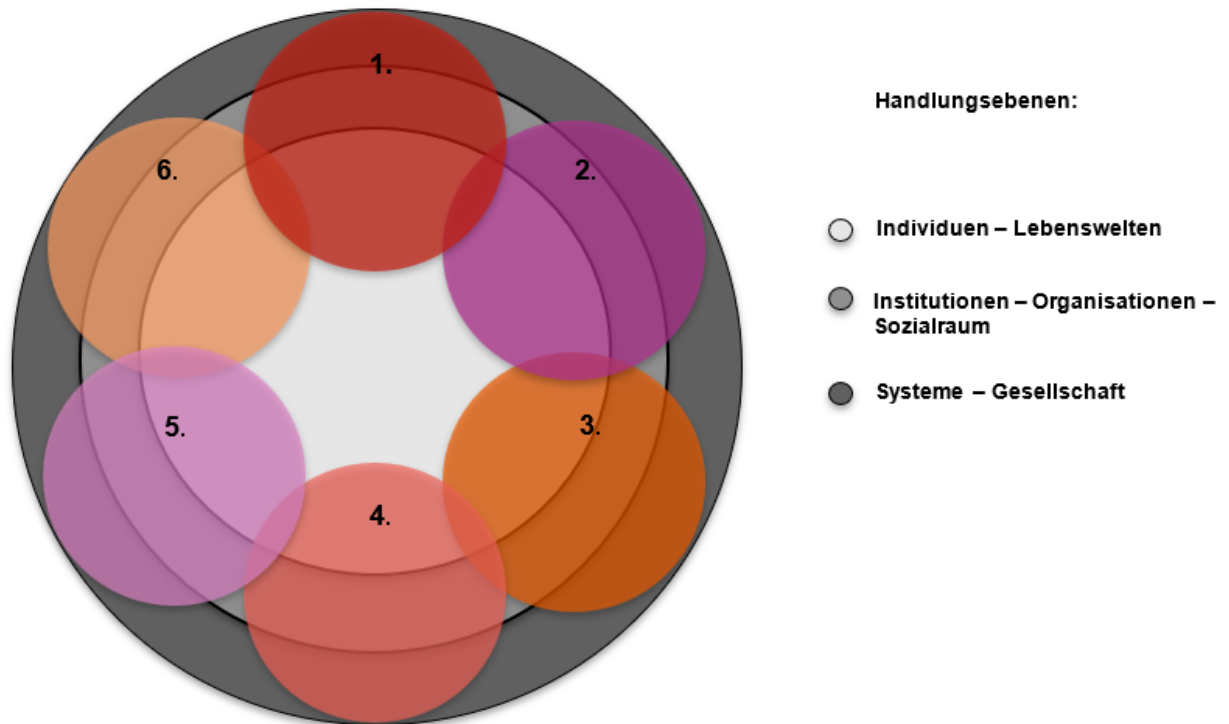 1.
2.
3.
4.
5.
6.
Handlungsebenen:
Individuen – Lebenswelten
Institutionen – Organisationen –
Sozialraum
Systeme – Gesellschaft